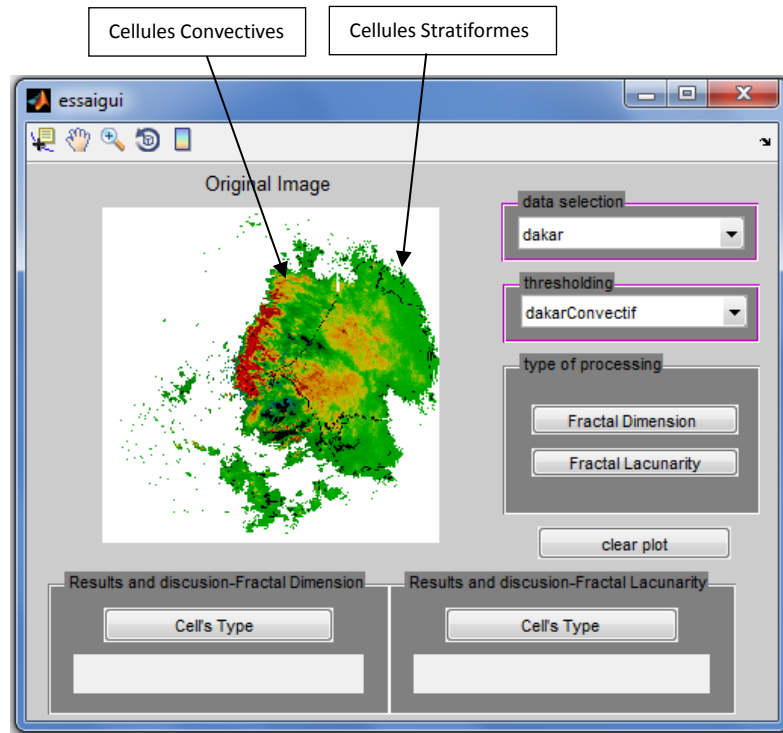 Cellules Convectives
Cellules Stratiformes
essaigui
Original Image
data selection
dakar
thresholding
dakarConvectif
type of processing
Fractal Dimension
Fractal Lacunarity
clear plot
Results and discusion-Fractal Dimension
Results and discusion-Fractal Lacunarity
Cell's Type
Cell's Type